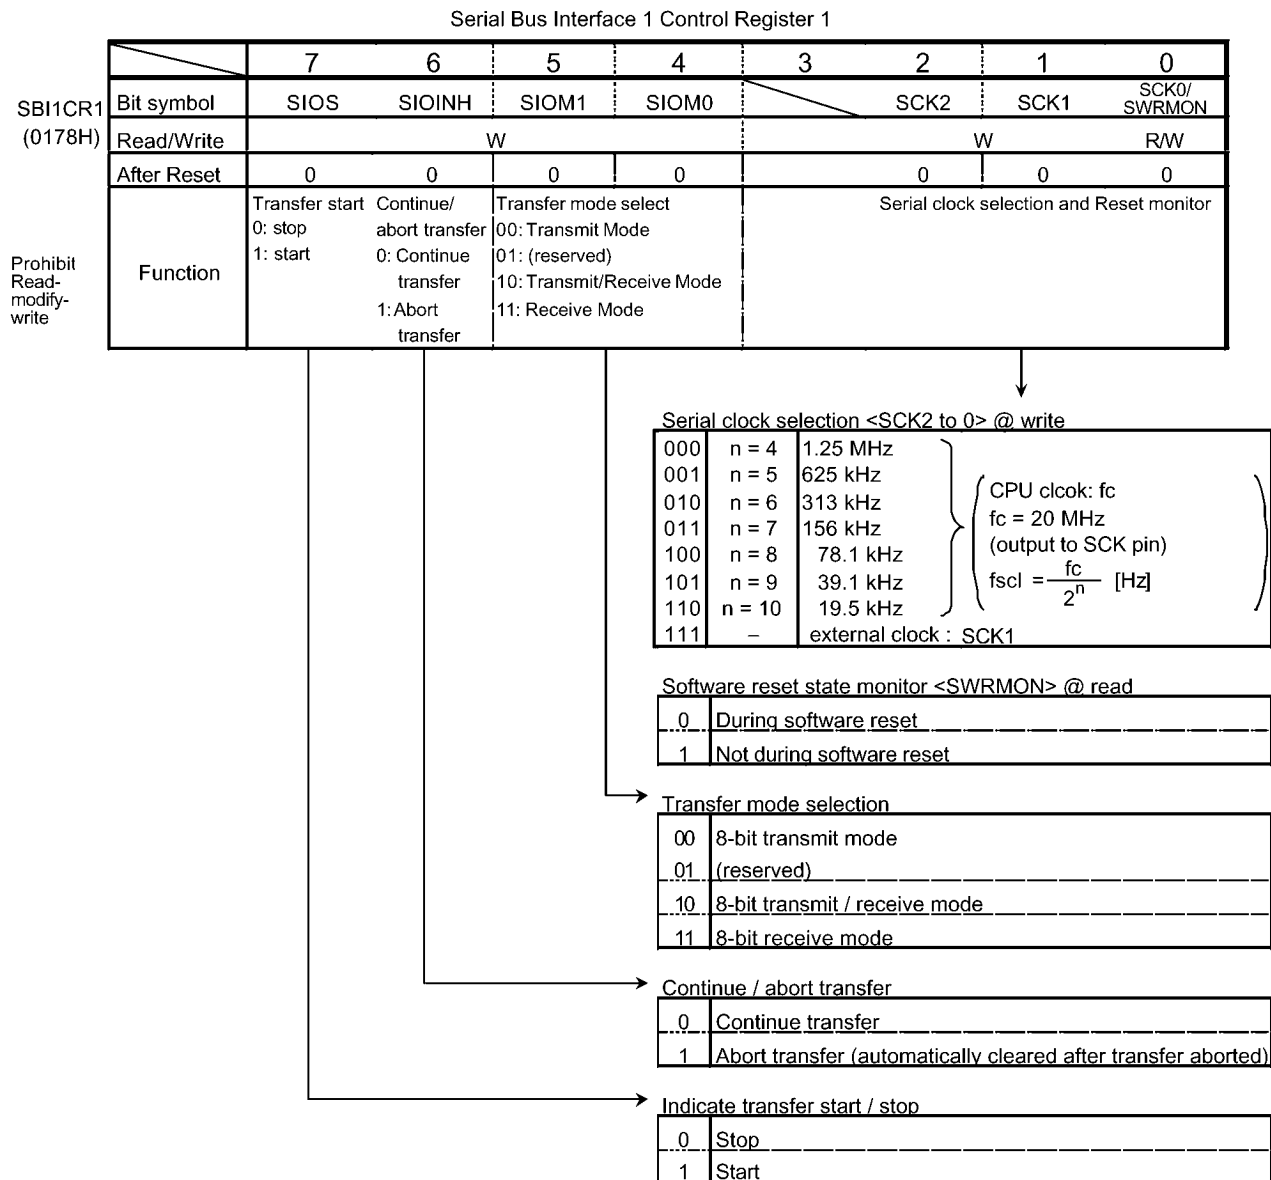 Serial Bus Interface 1 Control Register 1
7 6 5 4 3 2 1 0
SBI1CR1
(0178H)
Bit symbol SIOS SIOINH SIOM1 SIOM0 SCK2 SCK1 SCK0/
SWRMON
Read/Write W W R/W
After Reset 0 0 0 0 0 0 0
Prohibit
Read-
modify-
write
Function
Transfer start
0: stop
1: start
Continue/
abort transfer
0: Continue
transfer
1: Abort
transfer
Transfer mode select
00: Transmit Mode
01: (reserved)
10: Transmit/Receive Mode
11: Receive Mode
Serial clock selection and Reset monitor
Serial clock selection <SCK2 to 0> @ write
000 n = 4 1.25 MHz
001 n = 5 625 kHz
010 n = 6 313 kHz
011 n = 7 156 kHz
100 n = 8 78.1 kHz
101 n = 9 39.1 kHz
110 n = 10 19.5 kHz
111 – external clock : SCK1
CPU clcok: fc
fc = 20 MHz
(output to SCK pin)
fscl = fc / 2^n [Hz]
Software reset state monitor <SWRMON> @ read
0 During software reset
1 Not during software reset
Transfer mode selection
00 8-bit transmit mode
01 (reserved)
10 8-bit transmit / receive mode
11 8-bit receive mode
Continue / abort transfer
0 Continue transfer
1 Abort transfer (automatically cleared after transfer aborted)
Indicate transfer start / stop
0 Stop
1 Start